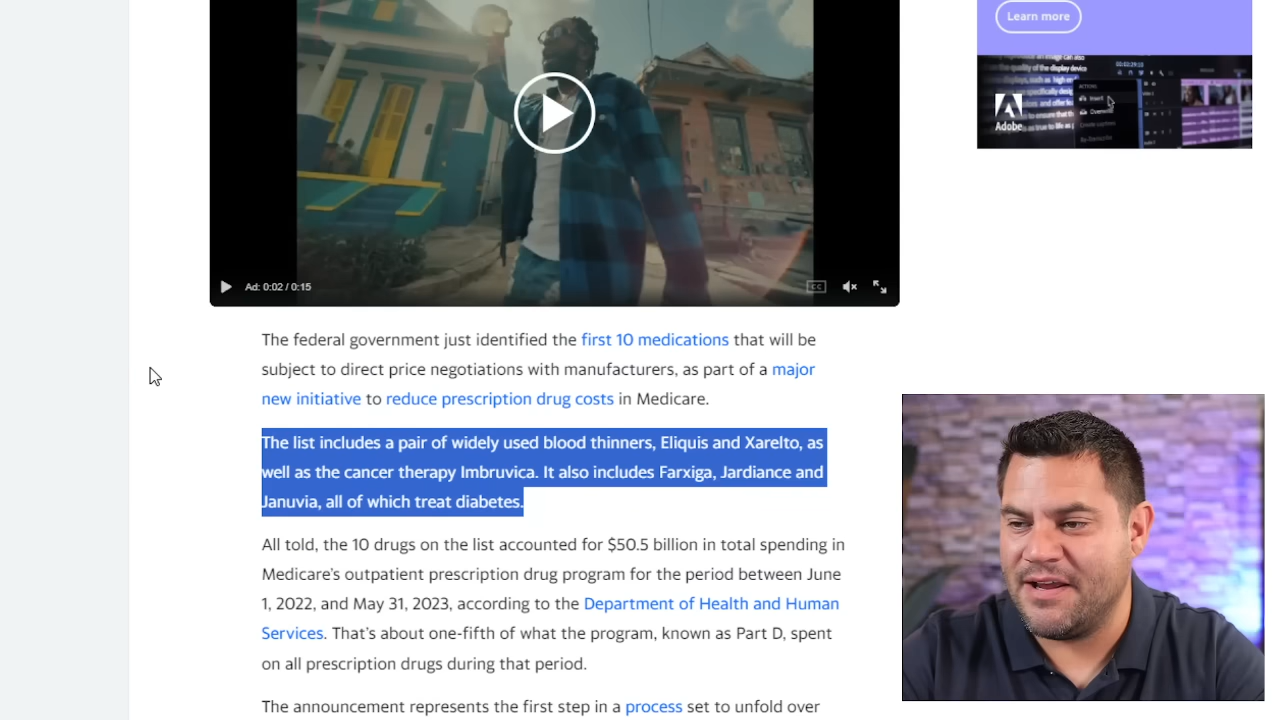 Learn more
Adobe
Ad: 0:02 / 0:15
CC
The federal government just identified the first 10 medications that will be
subject to direct price negotiations with manufacturers, as part of a major
new initiative to reduce prescription drug costs in Medicare.
The list includes a pair of widely used blood thinners, Eliquis and Xarelto, as
well as the cancer therapy Imbruvica. It also includes Farxiga, Jardiance and
Januvia, all of which treat diabetes.
All told, the 10 drugs on the list accounted for $50.5 billion in total spending in
Medicare’s outpatient prescription drug program for the period between June
1, 2022, and May 31, 2023, according to the Department of Health and Human
Services. That’s about one-fifth of what the program, known as Part D, spent
on all prescription drugs during that period.
The announcement represents the first step in a process set to unfold over